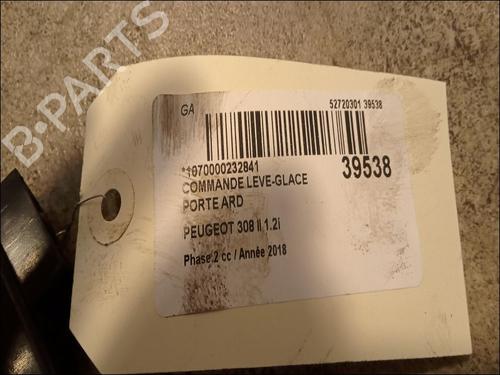 B-PARTS
GA
52720301 39538
*1070000232841
39538
COMMANDE LEVE-GLACE
PORTE ARD
PEUGEOT 308 II 1.2i
Phase 2 cc / Année 2018